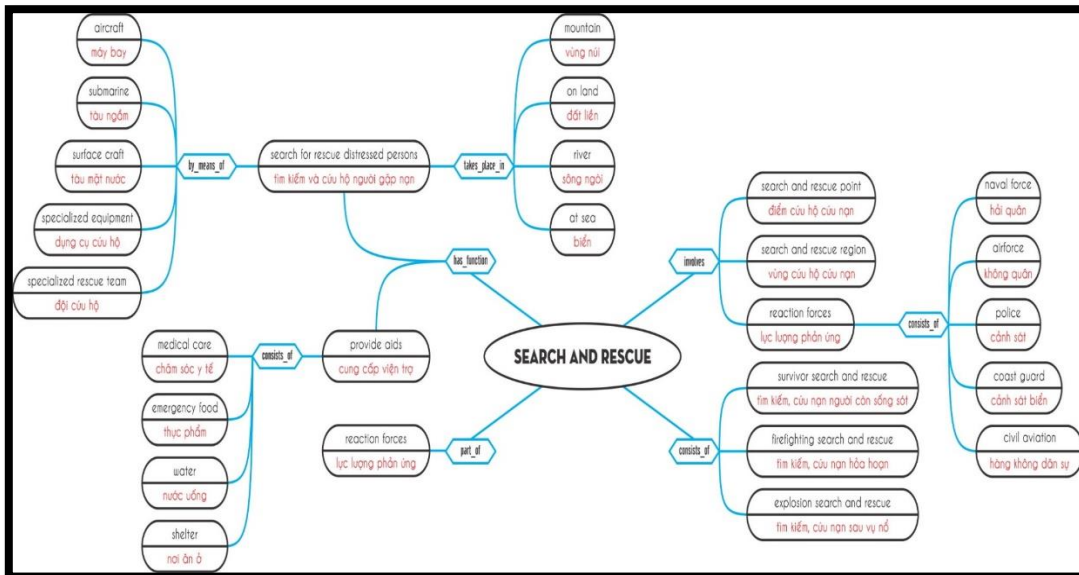 aircraft
máy bay
submarine
tàu ngầm
surface craft
tàu mặt nước
specialized equipment
dụng cụ cứu hộ
specialized rescue team
đội cứu hộ
by_means_of
search for rescue distressed persons
tìm kiếm và cứu hộ người gặp nạn
takes_place_in
mountain
vùng núi
on land
đất liền
river
sông ngòi
at sea
biển
has_function
medical care
chăm sóc y tế
emergency food
thực phẩm
water
nước uống
shelter
nơi ăn ở
consists_of
provide aids
cung cấp viện trợ
reaction forces
lực lượng phản ứng
part_of
SEARCH AND RESCUE
involves
search and rescue point
điểm cứu hộ cứu nạn
search and rescue region
vùng cứu hộ cứu nạn
reaction forces
lực lượng phản ứng
consists_of
naval force
hải quân
airforce
không quân
police
cảnh sát
coast guard
cảnh sát biển
civil aviation
hàng không dân sự
consists_of
survivor search and rescue
tìm kiếm, cứu nạn người còn sống sót
firefighting search and rescue
tìm kiếm, cứu nạn hỏa hoạn
explosion search and rescue
tìm kiếm, cứu nạn sau vụ nổ